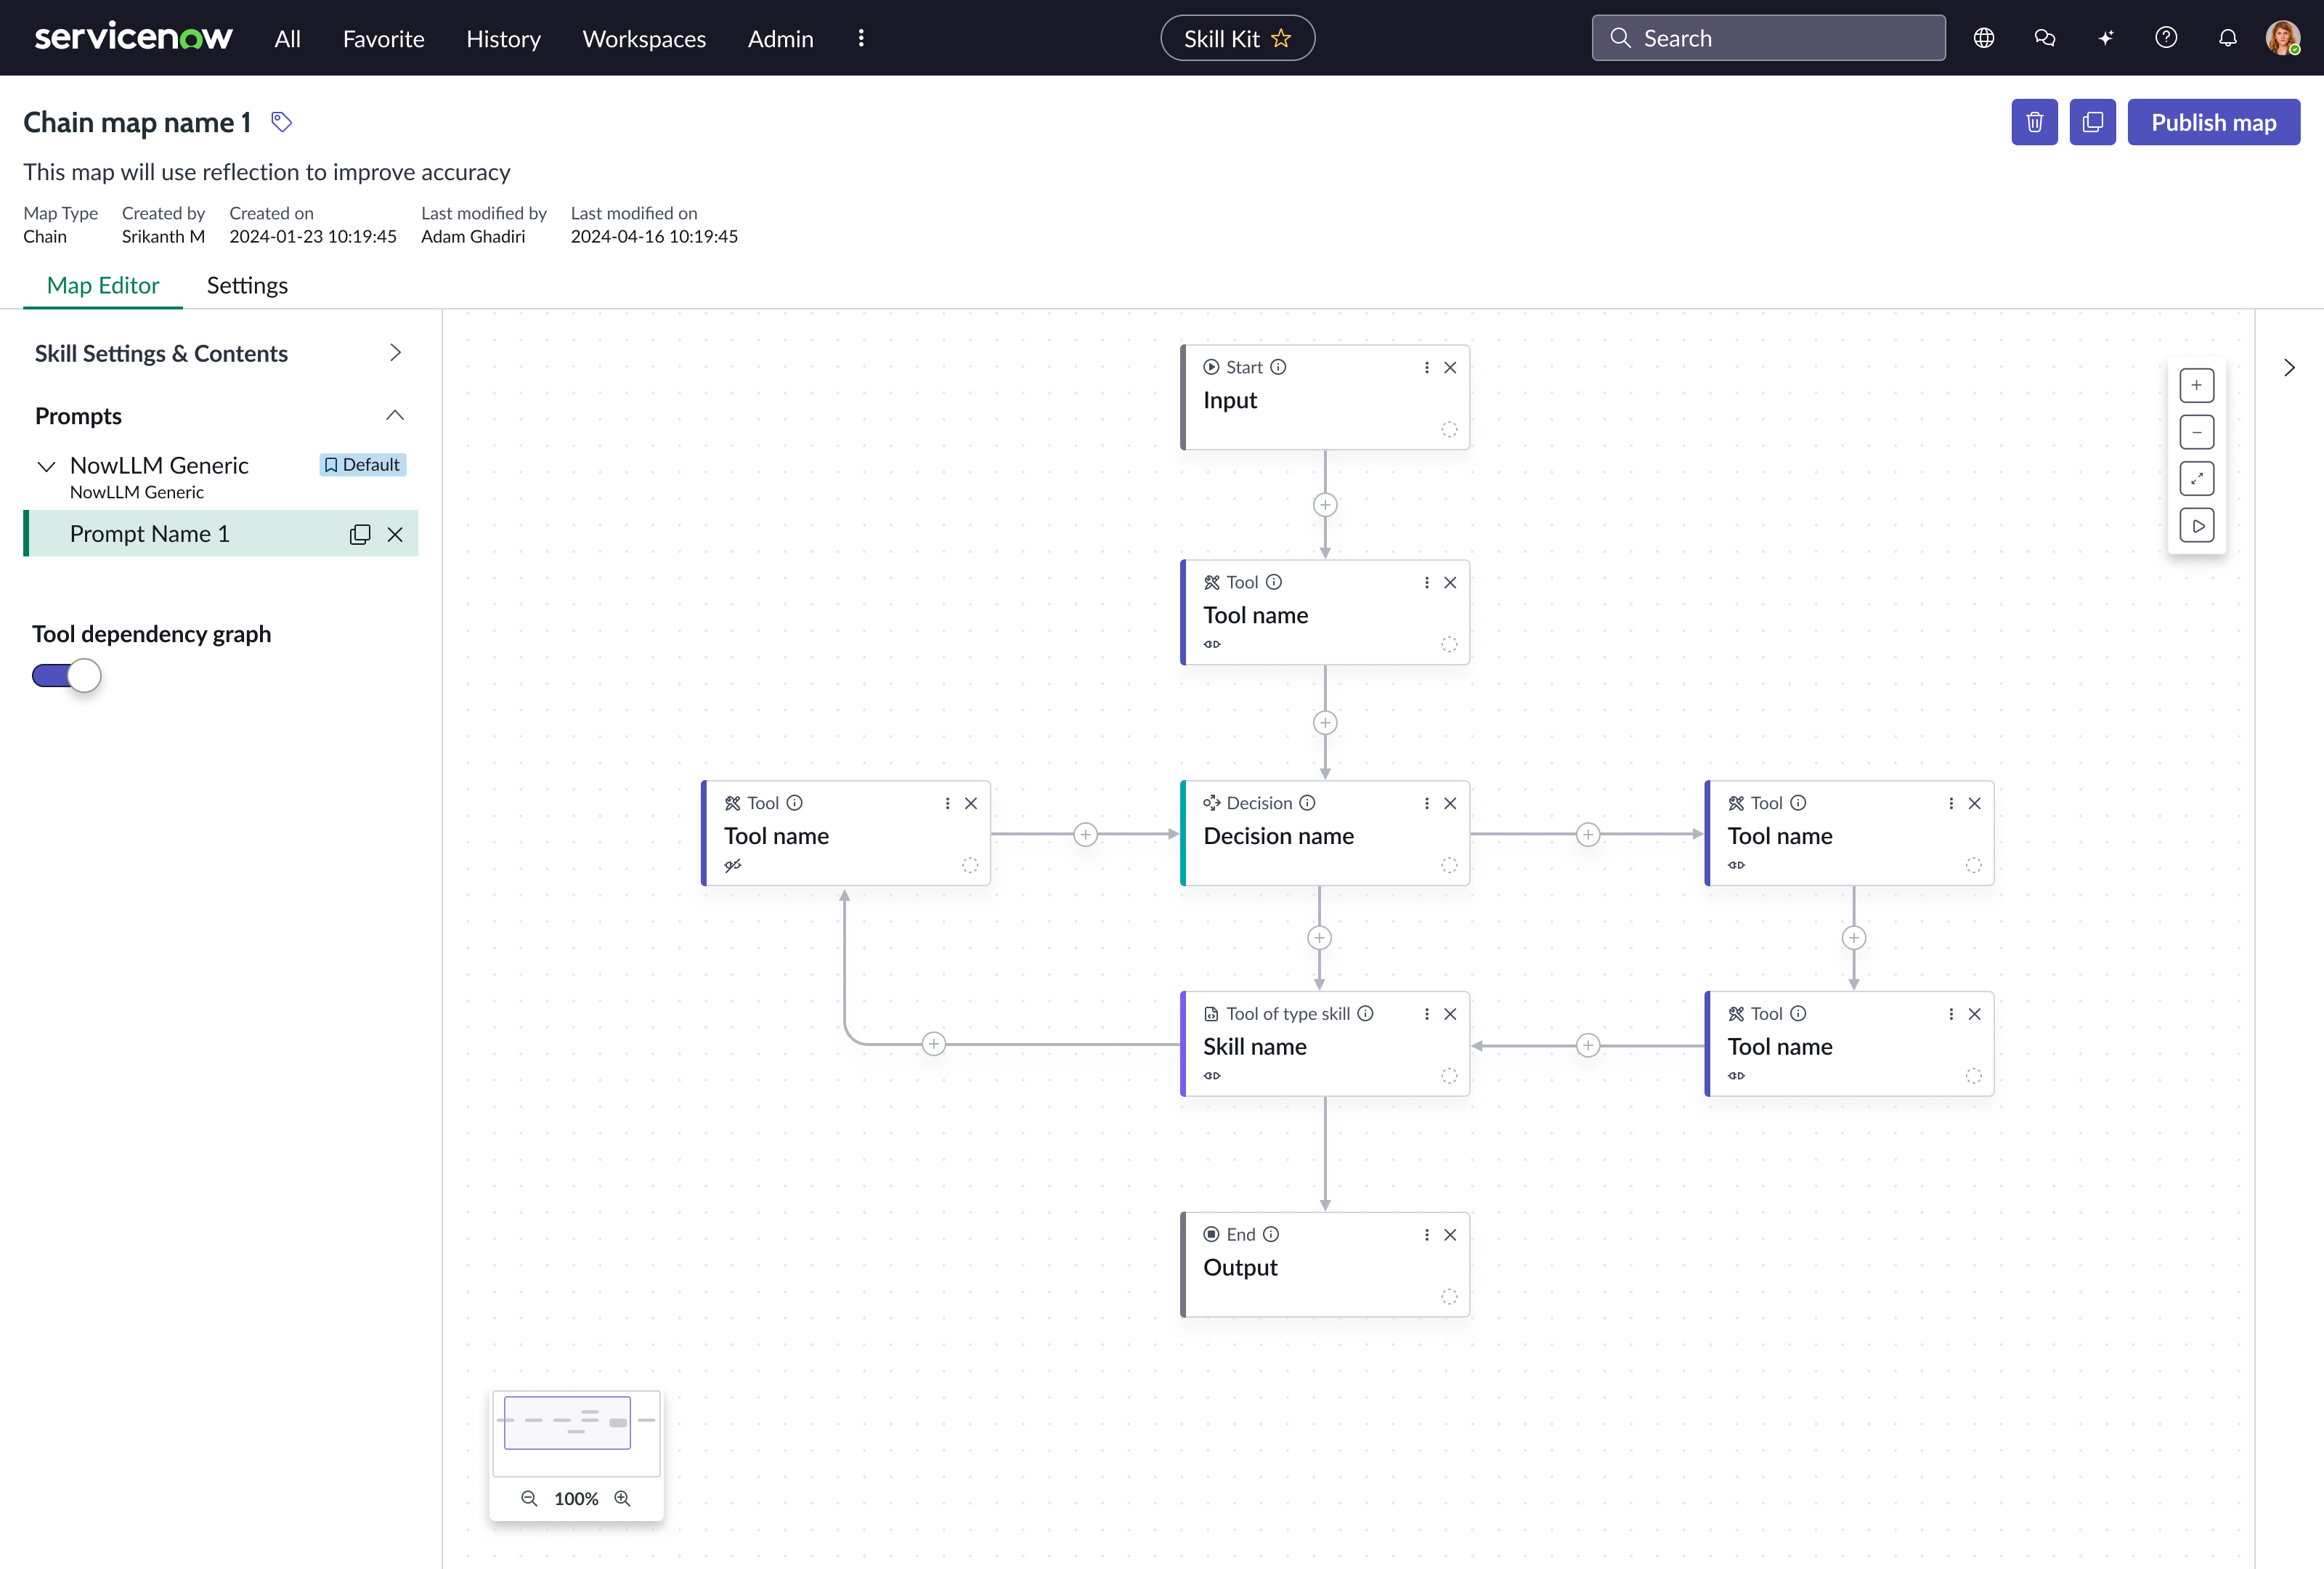 servicenow All Favorite History Workspaces Admin Skill Kit Search
Chain map name 1
Publish map
This map will use reflection to improve accuracy
Map Type Created by Created on Last modified by Last modified on
Chain Srikanth M 2024-01-23 10:19:45 Adam Ghadiri 2024-04-16 10:19:45
Map Editor Settings
Skill Settings & Contents
Prompts
NowLLM Generic Default
NowLLM Generic
Prompt Name 1
Tool dependency graph
Start
Input
Tool
Tool name
Tool
Tool name
Decision
Decision name
Tool
Tool name
Tool of type skill
Skill name
Tool
Tool name
End
Output
100%